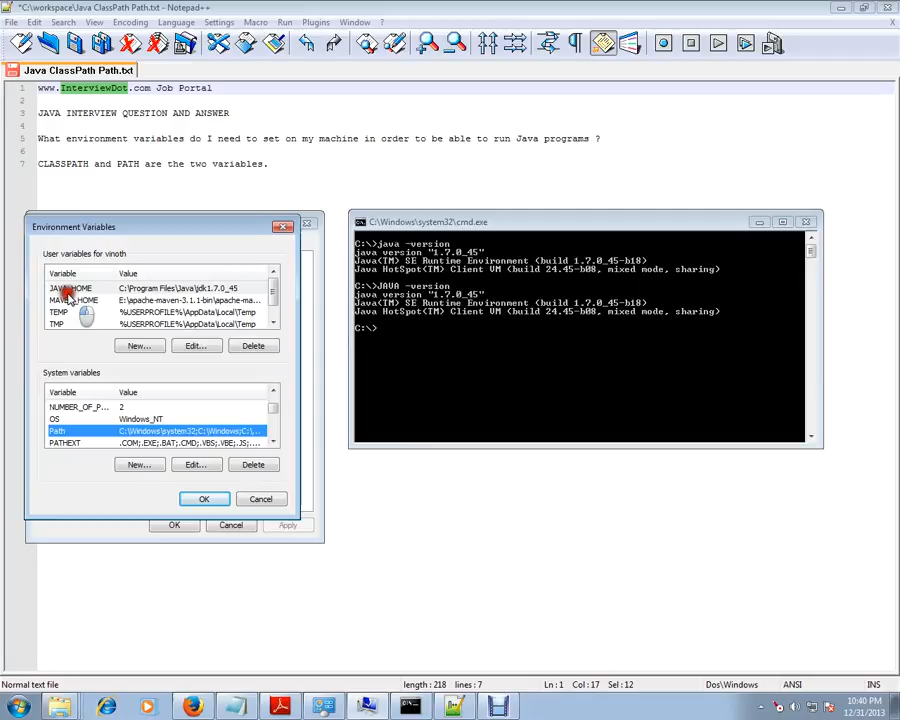 *C:\workspace\Java ClassPath Path.txt - Notepad++
File Edit Search View Encoding Language Settings Macro Run Plugins Window ? X
Java ClassPath Path.txt
1 www.InterviewDot.com Job Portal
2
3 JAVA INTERVIEW QUESTION AND ANSWER
4
5 What environment variables do I need to set on my machine in order to be able to run Java programs ?
6
7 CLASSPATH and PATH are the two variables.
Environment Variables
User variables for vinoth
Variable Value
JAVA_HOME C:\Program Files\Java\jdk1.7.0_45
E:\apache-maven-3.1.1-bin\apache-ma...
TEMP %USERPROFILE%\AppData\Local\Temp
TMP %USERPROFILE%\AppData\Local\Temp
New... Edit... Delete
System variables
Variable Value
NUMBER_OF_P... 2
OS Windows_NT
Path C:\Windows\system32;C:\Windows;C:\...
PATHEXT .COM;.EXE;.BAT;.CMD;.VBS;.VBE;.JS;...
New... Edit... Delete
OK Cancel
OK Cancel Apply
C:\Windows\system32\cmd.exe
C:\>java -version
java version "1.7.0_45"
Java(TM) SE Runtime Environment (build 1.7.0_45-b18)
Java HotSpot(TM) Client VM (build 24.45-b08, mixed mode, sharing)
C:\>JAVA -version
java version "1.7.0_45"
Java(TM) SE Runtime Environment (build 1.7.0_45-b18)
Java HotSpot(TM) Client VM (build 24.45-b08, mixed mode, sharing)
C:\>
Normal text file length : 218 lines : 7 Ln : 1 Col : 17 Sel : 12 Dos\Windows ANSI INS
10:40 PM
12/31/2013